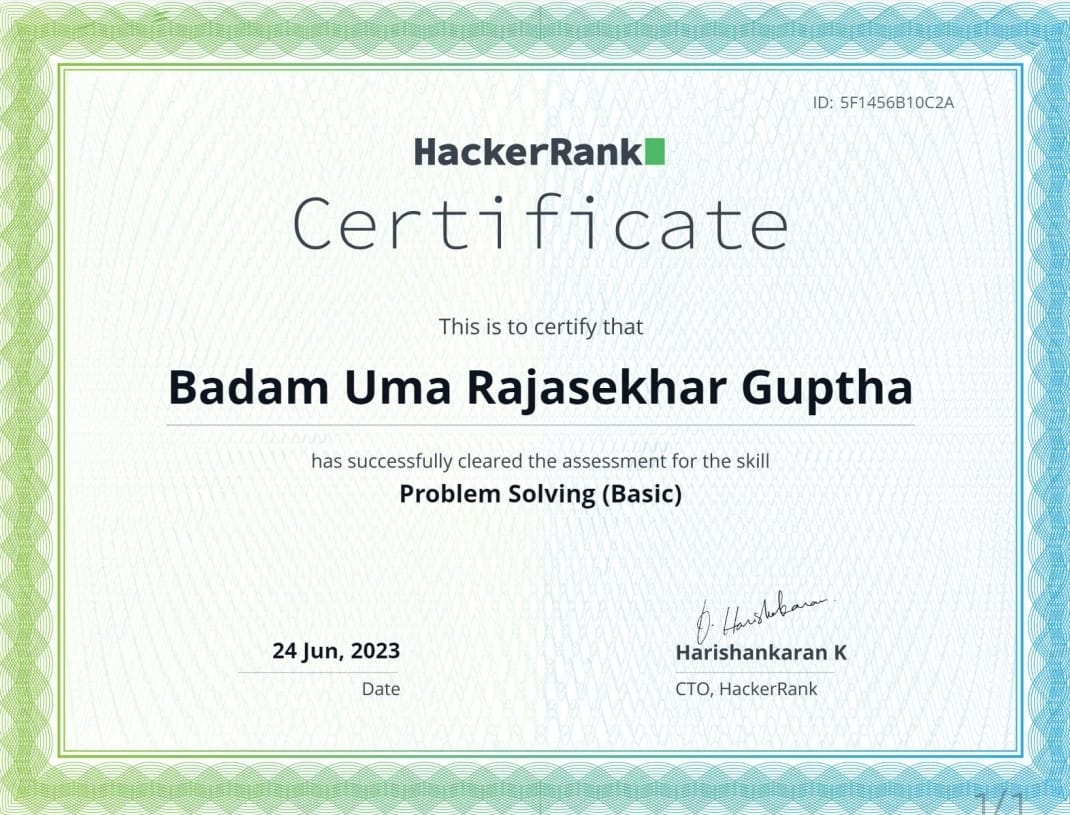 ID: 5F1456B10C2A
HackerRank
Certificate
This is to certify that
Badam Uma Rajasekhar Guptha
has successfully cleared the assessment for the skill
Problem Solving (Basic)
24 Jun, 2023
Date
Harishankaran K
CTO, HackerRank
1/1